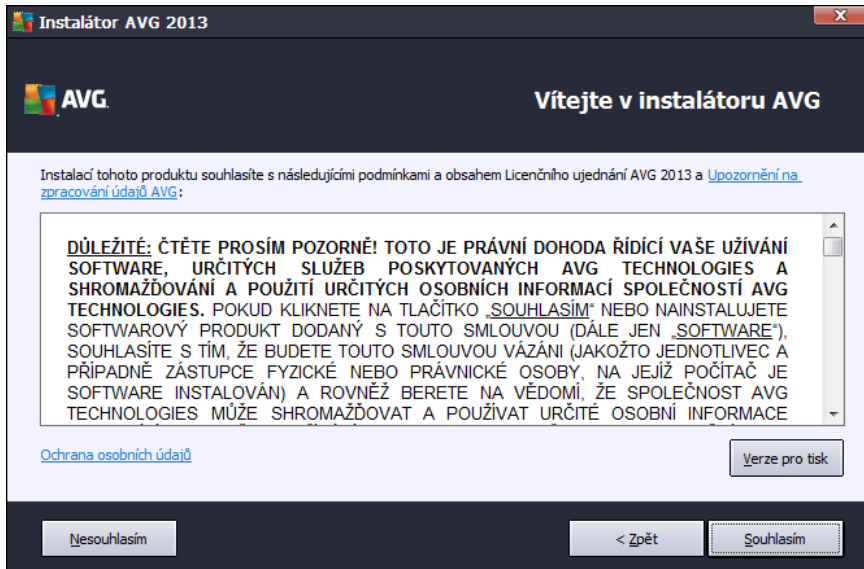 Instalátor AVG 2013
AVG.
Vítejte v instalátoru AVG
Instalací tohoto produktu souhlasíte s následujícími podmínkami a obsahem Licenčního ujednání AVG 2013 a Upozornění na
zpracování údajů AVG:
DŮLEŽITÉ: ČTĚTE PROSÍM POZORNĚ! TOTO JE PRÁVNÍ DOHODA ŘÍDÍCÍ VAŠE UŽÍVÁNÍ
SOFTWARE, URČITÝCH SLUŽEB POSKYTOVANÝCH AVG TECHNOLOGIES A
SHROMAŽĎOVÁNÍ A POUŽITÍ URČITÝCH OSOBNÍCH INFORMACÍ SPOLEČNOSTÍ AVG
TECHNOLOGIES. POKUD KLIKNETE NA TLAČÍTKO „SOUHLASÍM“ NEBO NAINSTALUJETE
SOFTWAROVÝ PRODUKT DODANÝ S TOUTO SMLOUVOU (DÁLE JEN „SOFTWARE“),
SOUHLASÍTE S TÍM, ŽE BUDETE TOUTO SMLOUVOU VÁZÁNI (JAKOŽTO JEDNOTLIVEC A
PŘÍPADNĚ ZÁSTUPCE FYZICKÉ NEBO PRÁVNICKÉ OSOBY, NA JEJÍŽ POČÍTAČ JE
SOFTWARE INSTALOVÁN) A ROVNĚŽ BERETE NA VĚDOMÍ, ŽE SPOLEČNOST AVG
TECHNOLOGIES MŮŽE SHROMAŽĎOVAT A POUŽÍVAT URČITÉ OSOBNÍ INFORMACE
Ochrana osobních údajů
Verze pro tisk
Nesouhlasím
< Zpět
Souhlasím